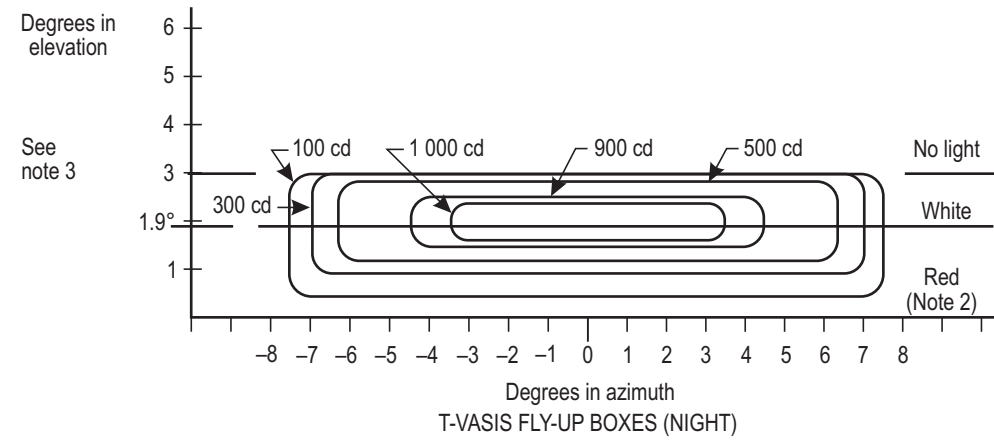 Degrees in
elevation
6
5
4
See
note 3
3
100 cd
1 000 cd
900 cd
500 cd
No light
300 cd
1.9°
White
1
Red
(Note 2)
–8 –7 –6 –5 –4 –3 –2 –1 0 1 2 3 4 5 6 7 8
Degrees in azimuth
T-VASIS FLY-UP BOXES (NIGHT)